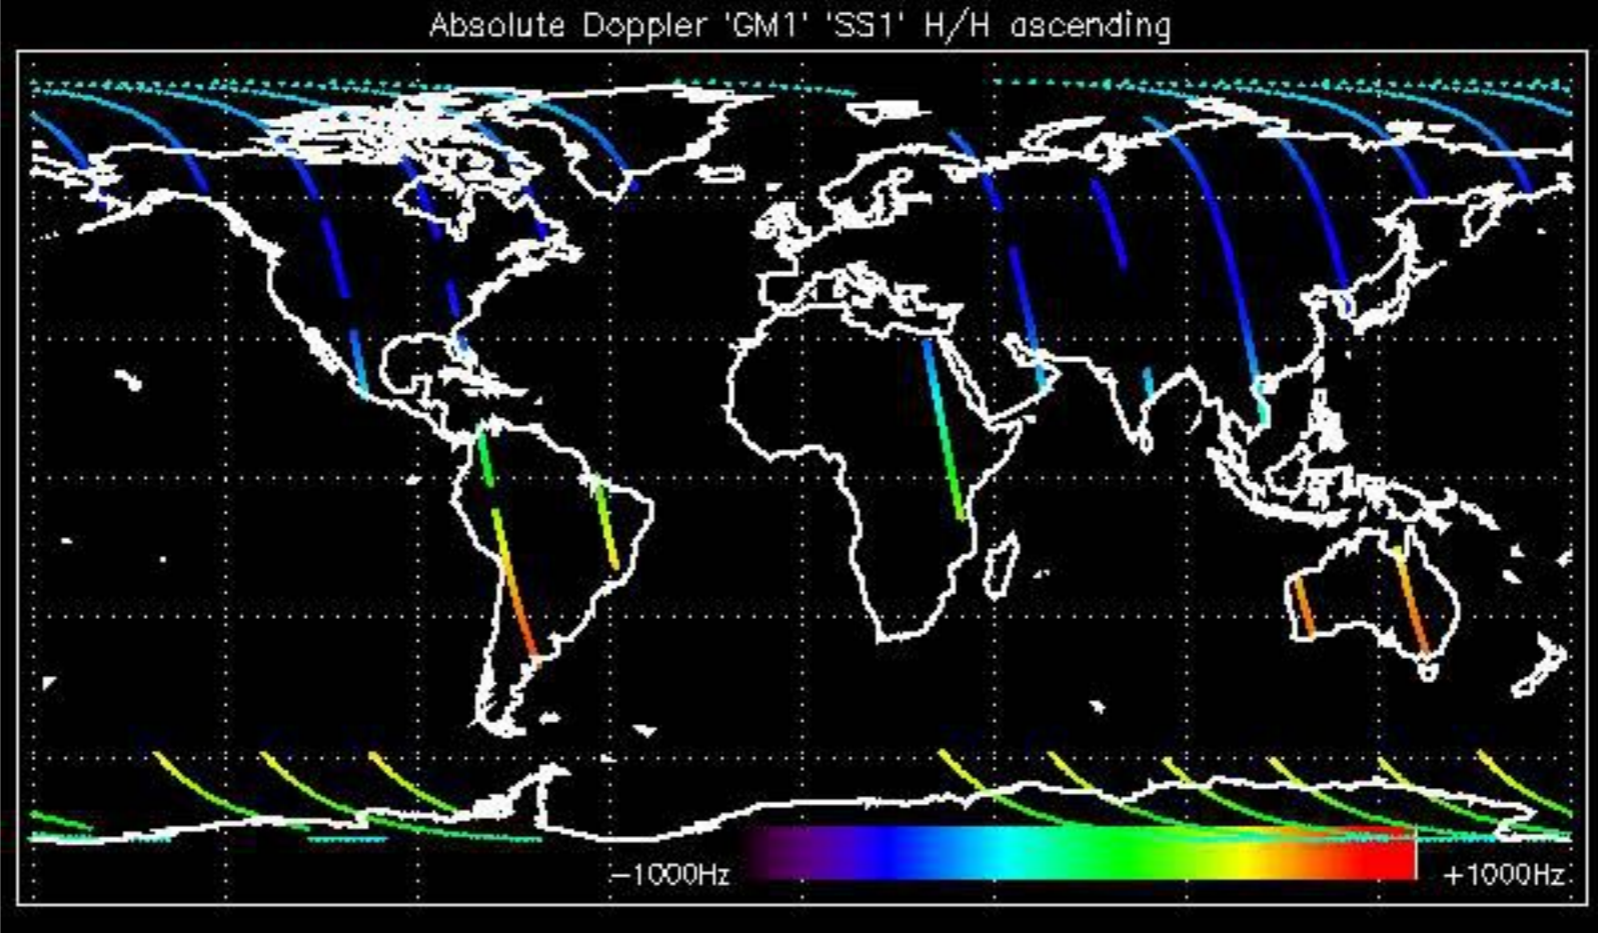 Absolute Doppler 'GM1' 'SS1' H/H ascending
-1000Hz +1000Hz